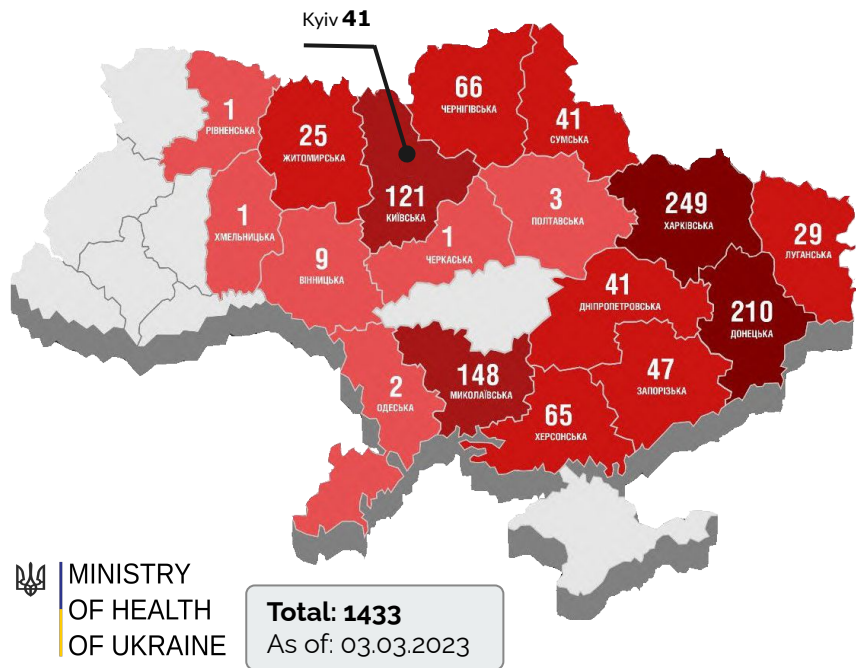 Kyiv 41
66
ЧЕРНІГІВСЬКА
1
РІВНЕНСЬКА
41
СУМСЬКА
25
ЖИТОМИРСЬКА
121
КИЇВСЬКА
3
ПОЛТАВСЬКА
249
ХАРКІВСЬКА
1
ХМЕЛЬНИЦЬКА
1
ЧЕРКАСЬКА
29
ЛУГАНСЬКА
9
ВІННИЦЬКА
41
ДНІПРОПЕТРОВСЬКА
210
ДОНЕЦЬКА
2
ОДЕСЬКА
148
МИКОЛАЇВСЬКА
47
ЗАПОРІЗЬКА
65
ХЕРСОНСЬКА
MINISTRY
OF HEALTH
OF UKRAINE
Total: 1433
As of: 03.03.2023